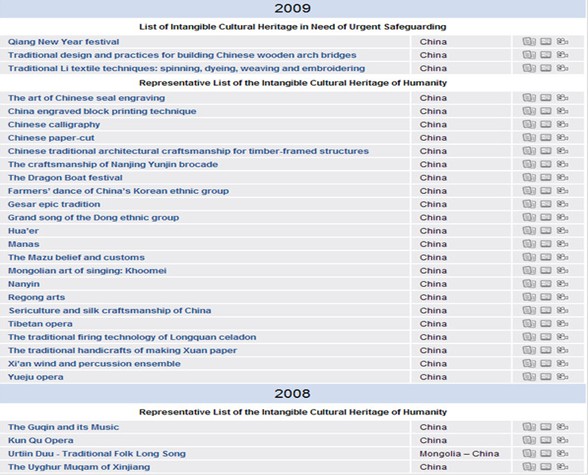 2009
List of Intangible Cultural Heritage in Need of Urgent Safeguarding
Qiang New Year festival China
Traditional design and practices for building Chinese wooden arch bridges China
Traditional Li textile techniques: spinning, dyeing, weaving and embroidering China
Representative List of the Intangible Cultural Heritage of Humanity
The art of Chinese seal engraving China
China engraved block printing technique China
Chinese calligraphy China
Chinese paper-cut China
Chinese traditional architectural craftsmanship for timber-framed structures China
The craftsmanship of Nanjing Yunjin brocade China
The Dragon Boat festival China
Farmers' dance of China's Korean ethnic group China
Gesar epic tradition China
Grand song of the Dong ethnic group China
Hua'er China
Manas China
The Mazu belief and customs China
Mongolian art of singing: Khoomei China
Nanyin China
Regong arts China
Sericulture and silk craftsmanship of China China
Tibetan opera China
The traditional firing technology of Longquan celadon China
The traditional handicrafts of making Xuan paper China
Xi'an wind and percussion ensemble China
Yueju opera China
2008
Representative List of the Intangible Cultural Heritage of Humanity
The Guqin and its Music China
Kun Qu Opera China
Urtiin Duu - Traditional Folk Long Song Mongolia – China
The Uyghur Muqam of Xinjiang China